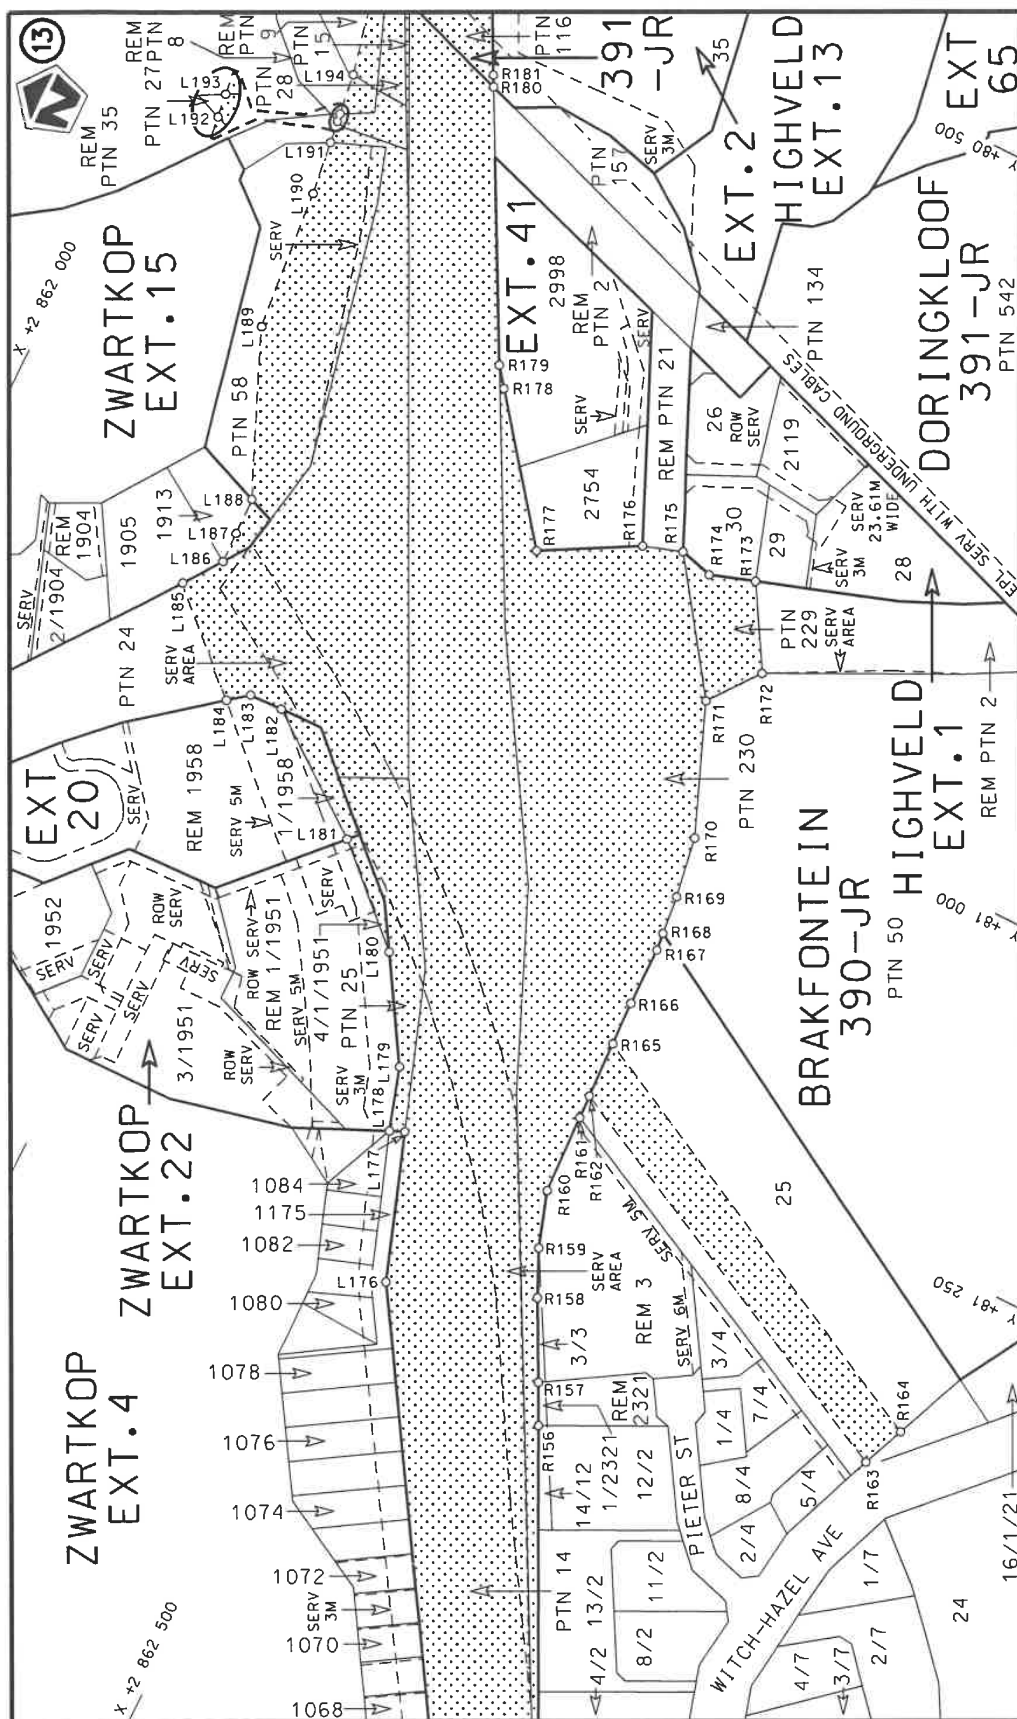 13
REM
PTN 35
PTN 27
REM
PTN
8
REM
PTN
9
PTN
15
PTN
28
L194
L193
L192
L191
L190
SERV
L189
ZWARTKOP
EXT.15
X +2 862 000
PTN 58
L188
L187
L186
L185
1913
1905
REM
1904
2/1904
SERV
PTN 24
SERV
AREA
L184
L183
L182
L181
EXT
20
SERV
REM 1958
SERV 5M
1/1958
1952
SERV
ROW
SERV
SERV
SERV
SERV
SERV
3/1951
ROW
SERV
ROW SERV
REM 1/1951
SERV 5M
4/1/1951
SERV
PTN 25
SERV
3M
L180
L179
L178
L177
L176
ZWARTKOP
EXT.22
1084
1175
1082
1080
1078
1076
1074
1072
SERV
3M
1070
1068
ZWARTKOP
EXT.4
X +2 862 500
PTN
116
R181
R180
391
-JR
35
HIGHVELD
EXT.13
EXT
65
Y +80 500
SERV
3M
PTN
157
EXT.2
EXT.41
2998
REM
PTN 2
SERV
SERV
REM PTN 21
PTN 134
DORINGKLOOF
391-JR
PTN 542
R179
R178
R177
R176
R175
R174
R173
2754
26
ROW
SERV
2119
30
29
SERV
3M
SERV
23.61M
WIDE
28
EPL SERV WITH UNDERGROUND CABLES
PTN
229
SERV
AREA
R172
R171
R170
R169
R168
R167
R166
R165
PTN 230
HIGHVELD
EXT.1
REM PTN 2
BRAKFONTEIN
390-JR
PTN 50
Y +81 000
25
R162
R161
R160
R159
R158
R157
R156
SERV 5M
SERV
AREA
REM 3
3/3
SERV 6M
REM
2321
1/2321
14/12
12/2
3/4
1/4
7/4
8/4
5/4
2/4
PIETER ST
R164
R163
Y +81 250
WITCH-HAZEL AVE
PTN 14
13/2
11/2
4/2
8/2
4/7
3/7
2/7
1/7
24
16/1/21